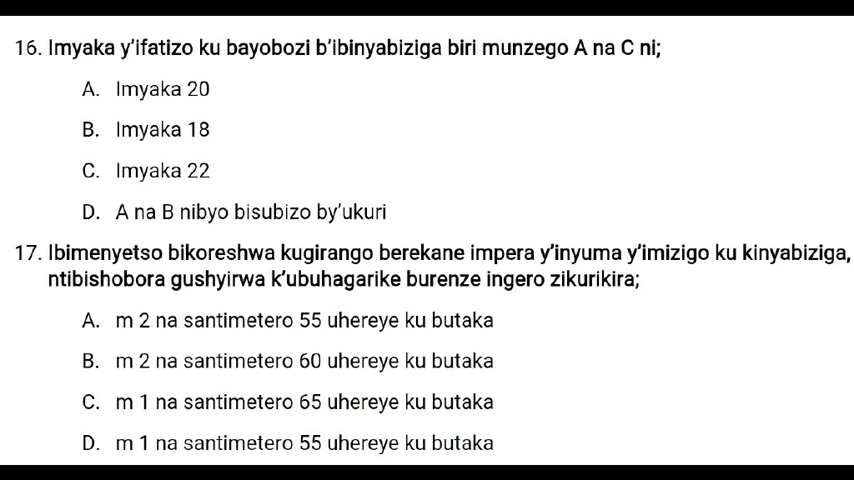 16. Imyaka y'ifatizo ku bayobozi b'ibinyabiziga biri munzego A na C ni;
A. Imyaka 20
B. Imyaka 18
C. Imyaka 22
D. A na B nibyo bisubizo by'ukuri
17. Ibimenyetso bikoreshwa kugirango berekane impera y'inyuma y'imizigo ku kinyabiziga,
ntibishobora gushyirwa k'ubuhagarike burenze ingero zikurikira;
A. m 2 na santimetero 55 uhereye ku butaka
B. m 2 na santimetero 60 uhereye ku butaka
C. m 1 na santimetero 65 uhereye ku butaka
D. m 1 na santimetero 55 uhereye ku butaka